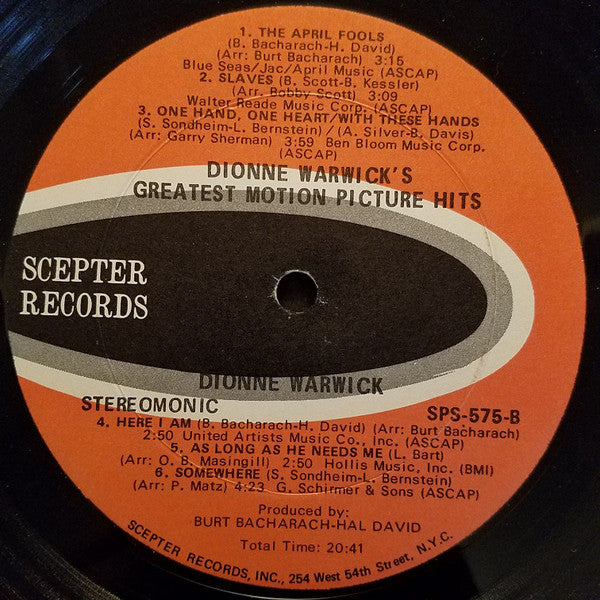 1. THE APRIL FOOLS
(B. Bacharach-H. David)
(Arr: Burt Bacharach) 3:15
Blue Seas/Jac/April Music (ASCAP)
2. SLAVES (B. Scott-B. Kessler)
(Arr. Bobby Scott) 3:09
Walter Reade Music Corp. (ASCAP)
3. ONE HAND, ONE HEART/WITH THESE HANDS
(S. Sondheim-L. Bernstein)/(A. Silver-B. Davis)
(Arr: Garry Sherman) 3:59 Ben Bloom Music Corp.
(ASCAP)
DIONNE WARWICK'S
GREATEST MOTION PICTURE HITS
SCEPTER
RECORDS
DIONNE WARWICK
STEREOMONIC
SPS-575-B
4. HERE I AM (B. Bacharach-H. David) (Arr: Burt Bacharach)
2:50 United Artists Music Co., Inc. (ASCAP)
5. AS LONG AS HE NEEDS ME (L. Bart)
(Arr: O. B. Masingill) 2:50 Hollis Music, Inc. (BMI)
6. SOMEWHERE (S. Sondheim-L. Bernstein)
(Arr: P. Matz) 4:23 G. Schirmer & Sons (ASCAP)
Produced by:
BURT BACHARACH-HAL DAVID
Total Time: 20:41
SCEPTER RECORDS, INC., 254 West 54th Street, N.Y.C.